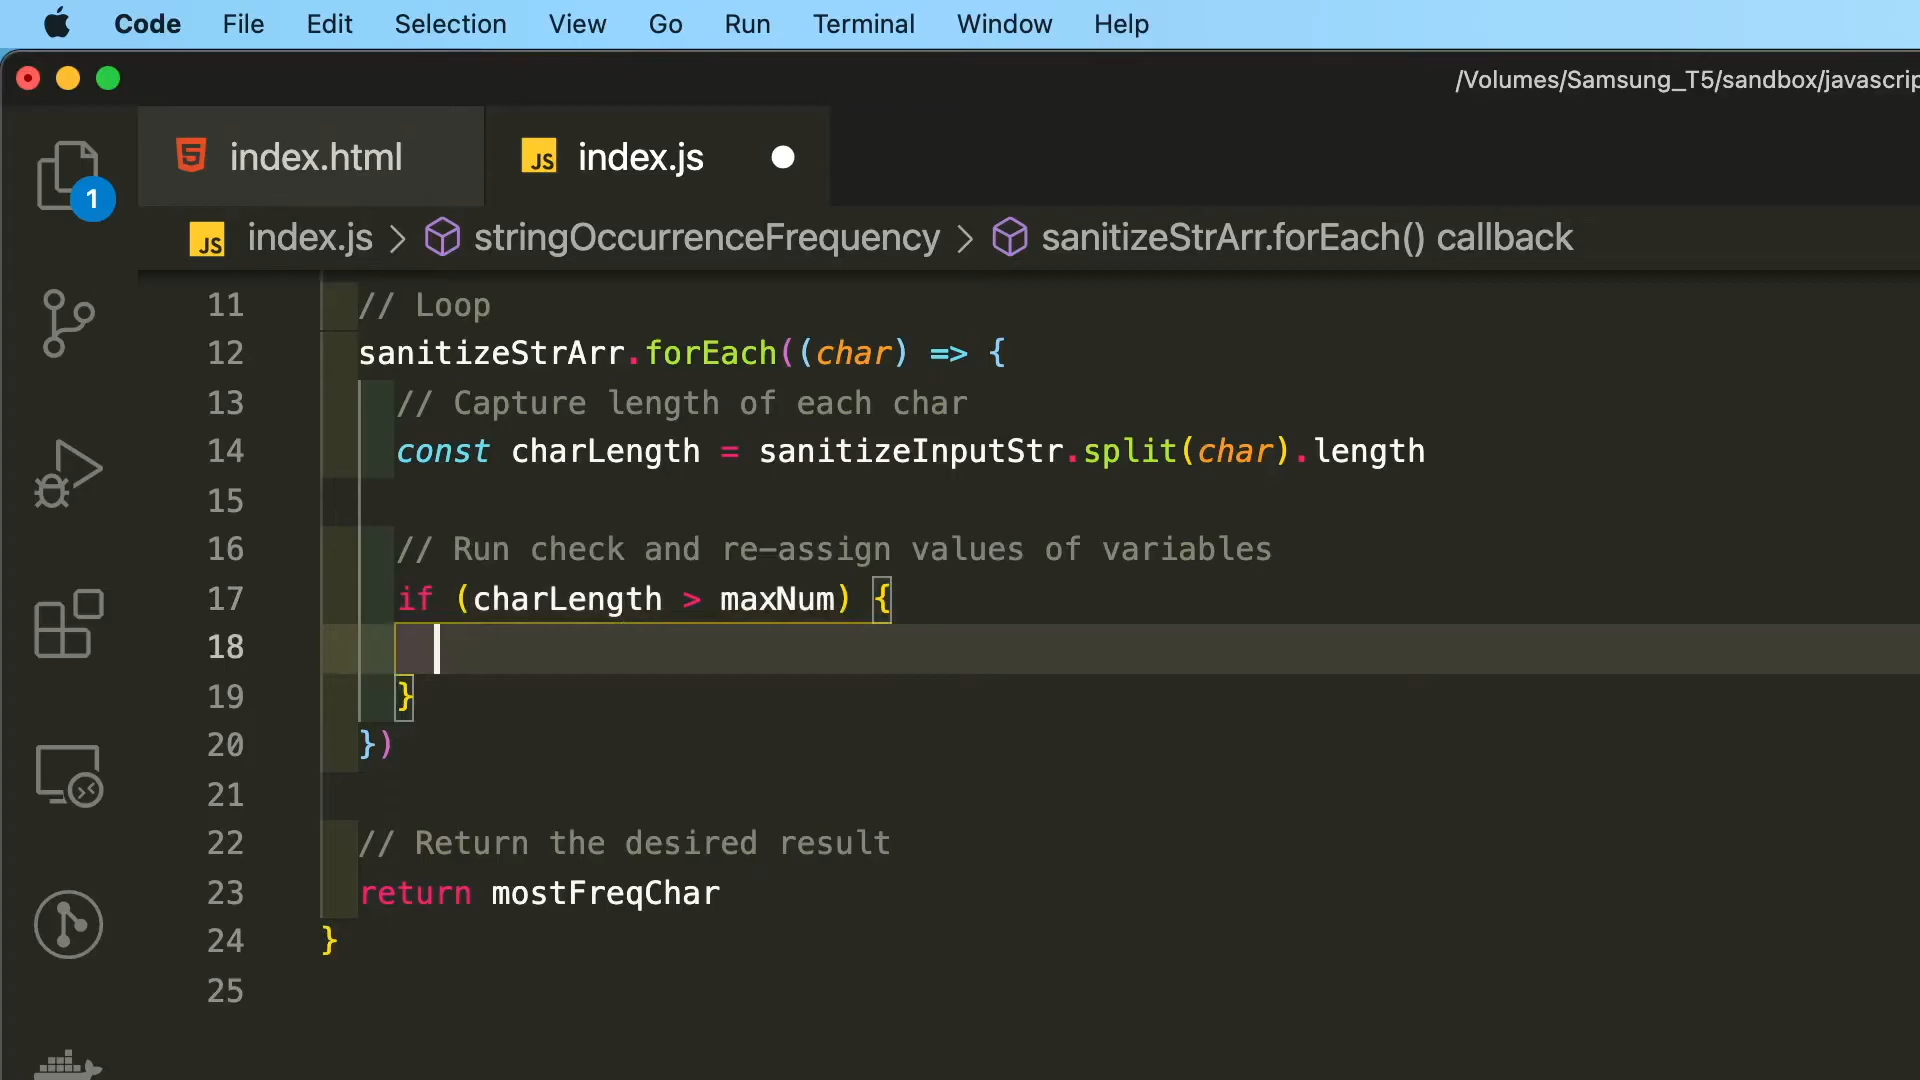 Code File Edit Selection View Go Run Terminal Window Help
/Volumes/Samsung_T5/sandbox/javascrip
index.html
JS index.js
1
JS index.js > stringOccurrenceFrequency > sanitizeStrArr.forEach() callback
11 // Loop
12 sanitizeStrArr.forEach((char) => {
13 // Capture length of each char
14 const charLength = sanitizeInputStr.split(char).length
15
16 // Run check and re-assign values of variables
17 if (charLength > maxNum) {
18
19 }
20 })
21
22 // Return the desired result
23 return mostFreqChar
24 }
25